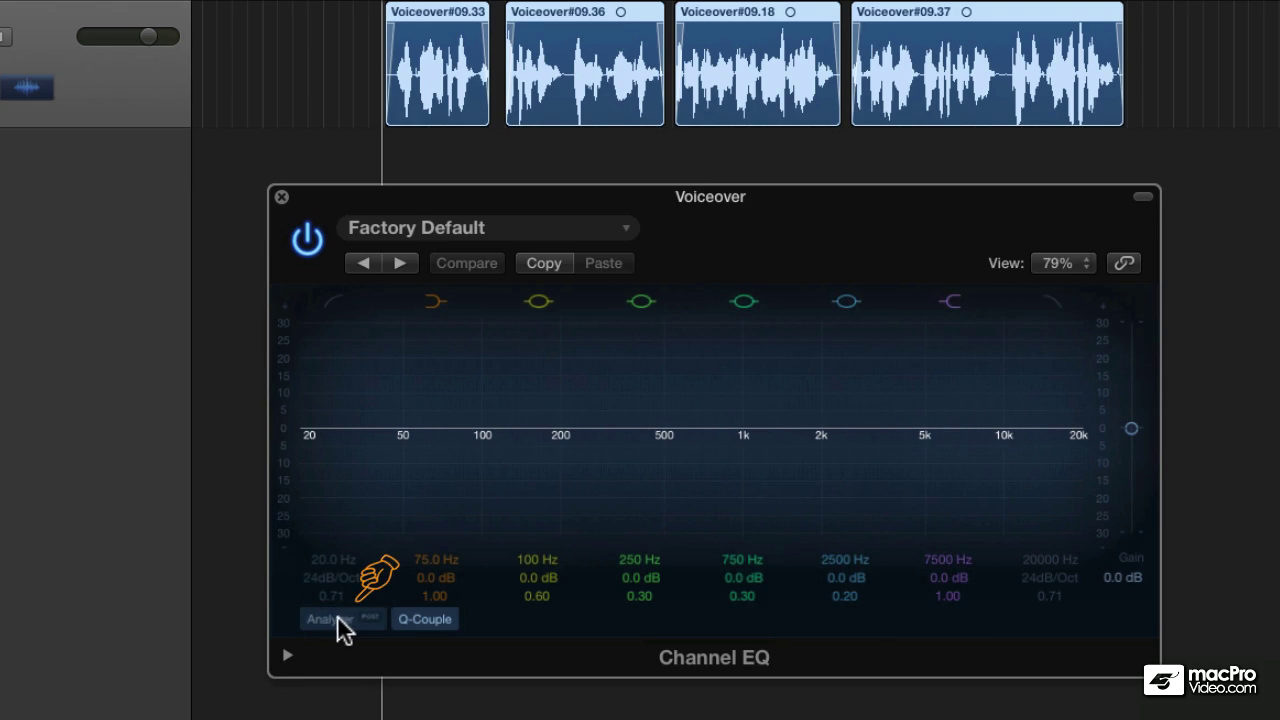 Voiceover#09.33 Voiceover#09.36 Voiceover#09.18 Voiceover#09.37
Voiceover
Factory Default
Compare Copy Paste View: 79%
30 30
25 25
20 20
15 15
10 10
5 5
0 0
20 50 100 200 500 1k 2k 5k 10k 20k
5 5
10 10
15 15
20 20
25 25
30 30
20.0 Hz 75.0 Hz 100 Hz 250 Hz 750 Hz 2500 Hz 7500 Hz 20000 Hz Gain
24dB/Oct 0.0 dB 0.0 dB 0.0 dB 0.0 dB 0.0 dB 0.0 dB 24dB/Oct 0.0 dB
0.71 1.00 0.60 0.30 0.30 0.20 1.00 0.71
Analyzer POST Q-Couple
Channel EQ
macPro
Video.com